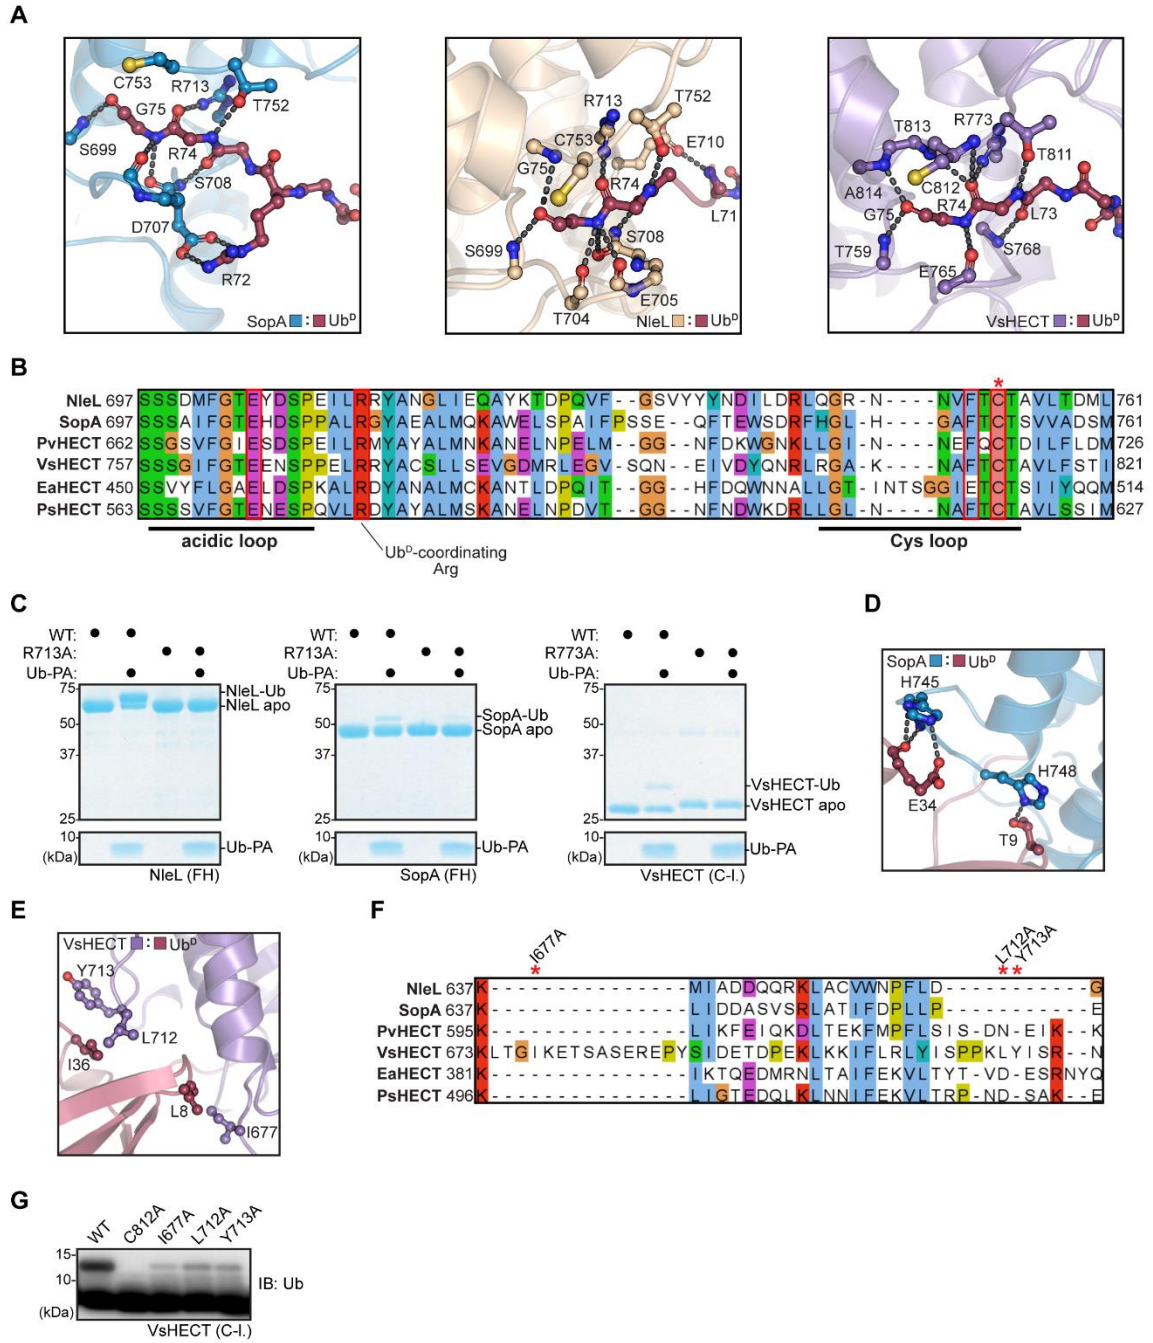 A
C753
R713
G75
T752
S699
R74
S708
D707
R72
SopA : Ubᴰ
R713
T752
C753
E710
G75
R74
L71
S708
S699
E705
T704
NleL : Ubᴰ
T813
R773
T811
A814
C812
R74
G75
L73
T759
S768
E765
VsHECT : Ubᴰ
B
*
NleL 697 SSSDMFGTEYDSPEILRRYANGLIEQAYKTDPQVF--GSVYYYNDILDRLQGR-N----NVFTCTAVLTDML 761
SopA 697 SSSAIFGTEHDSPPALRGYAEALMQKAWELSPAIFPSSE--QFTEWSDRFHGL-H----GAFTCTSVVADSML 761
PvHECT 662 SSGSVFGIESDSPEILRDYANALMNKANELNPELM--GG--NFDKWGNKLLGI-N----NEFQCTDILFLDM 726
VsHECT 757 SSSGIFGTEENSPPELRRYACSLLSEVGDMRLEGV-SQN--EIVDYQNRLRGA-K----NAFTCTAVLFSTI 821
EaHECT 450 SSVYFLGAELDSPKALRDYANALMCKANTLDPQIT-GG--HFDQWNNALLGT-INTSGGIETCTSIIYQQM 514
PsHECT 563 SSSSVFGTENESPQVLRDYAYALMSKANELNPDVT--GG--NFNDWKDRLLGL-N----NAFTCTAVLSSIM 627
acidic loop
Cys loop
Ubᴰ-coordinating
Arg
C
WT:
R713A:
Ub-PA:
75
50
37
25
10
(kDa)
NleL-Ub
NleL apo
Ub-PA
NleL (FH)
WT:
R713A:
Ub-PA:
75
50
37
25
10
(kDa)
SopA-Ub
SopA apo
Ub-PA
SopA (FH)
WT:
R773A:
Ub-PA:
75
50
37
25
10
(kDa)
VsHECT-Ub
VsHECT apo
Ub-PA
VsHECT (C-l.)
D
SopA : Ubᴰ
H745
H748
E34
T9
E
VsHECT : Ubᴰ
Y713
L712
I36
L8
I677
F
I677A
L712A
Y713A
* * *
NleL 637 K-----------------MIADDQQRKLACVWNPFLD---------G
SopA 637 K-----------------LIDDASVSRLATIFDPLLP---------E
PvHECT 595 K-----------------LIKFEIQKDLTEKFMPFLSIS-DN-EIK-K
VsHECT 673 KLTGIKETSASEREPYSIDETDPEKLKKIFLRLYISPPKLYISR--N
EaHECT 381 K-----------------IKTQEDMRNLTAIFEKVLTYT-VD-ESRNYQ
PsHECT 496 K-----------------LIGTEDQLKLNNIFEKVLTRP-ND-SAK--E
G
WT
C812A
I677A
L712A
Y713A
15
10
(kDa)
IB: Ub
VsHECT (C-l.)